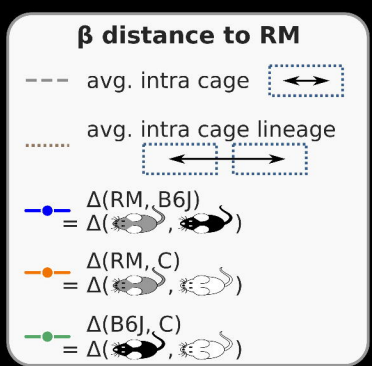 β distance to RM
avg. intra cage
avg. intra cage lineage
Δ(RM, B6J)
= Δ( , )
Δ(RM, C)
= Δ( , )
Δ(B6J, C)
= Δ( , )